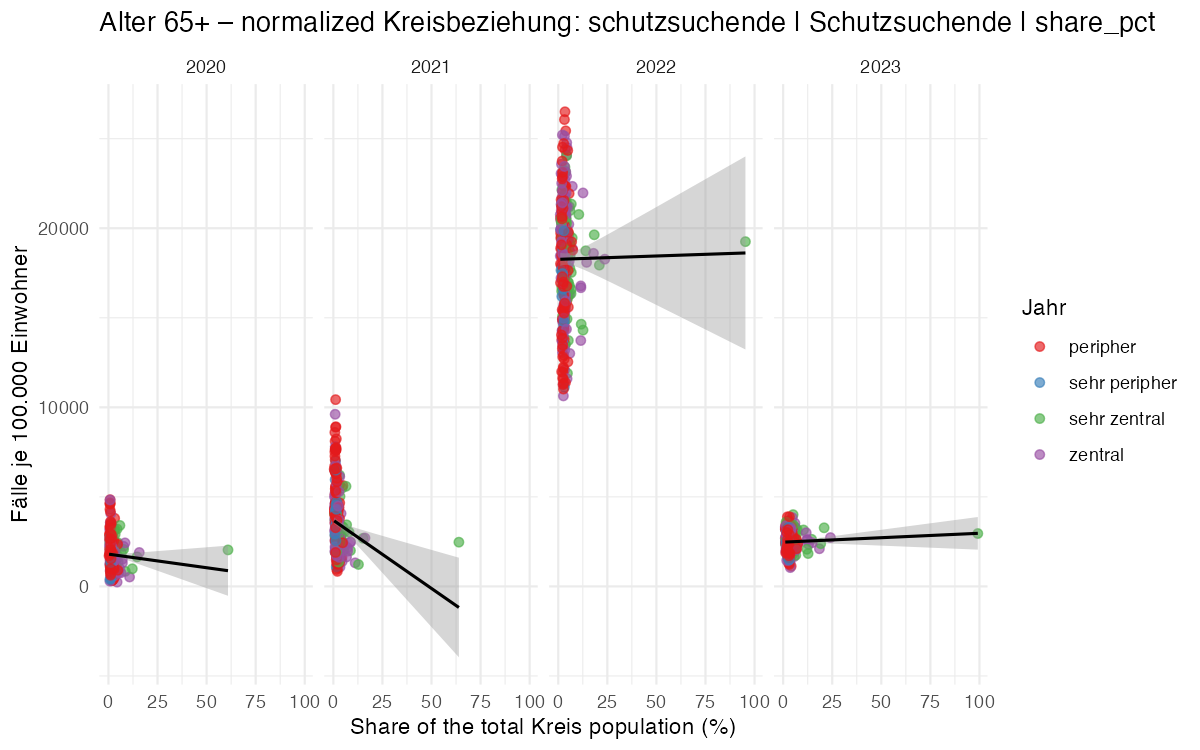 Alter 65+ – normalized Kreisbeziehung: schutzsuchende | Schutzsuchende | share_pct
2020 2021 2022 2023
20000
10000
0
0 25 50 75 100 0 25 50 75 100 0 25 50 75 100 0 25 50 75 100
Share of the total Kreis population (%)
Fälle je 100.000 Einwohner
Jahr
peripher
sehr peripher
sehr zentral
zentral